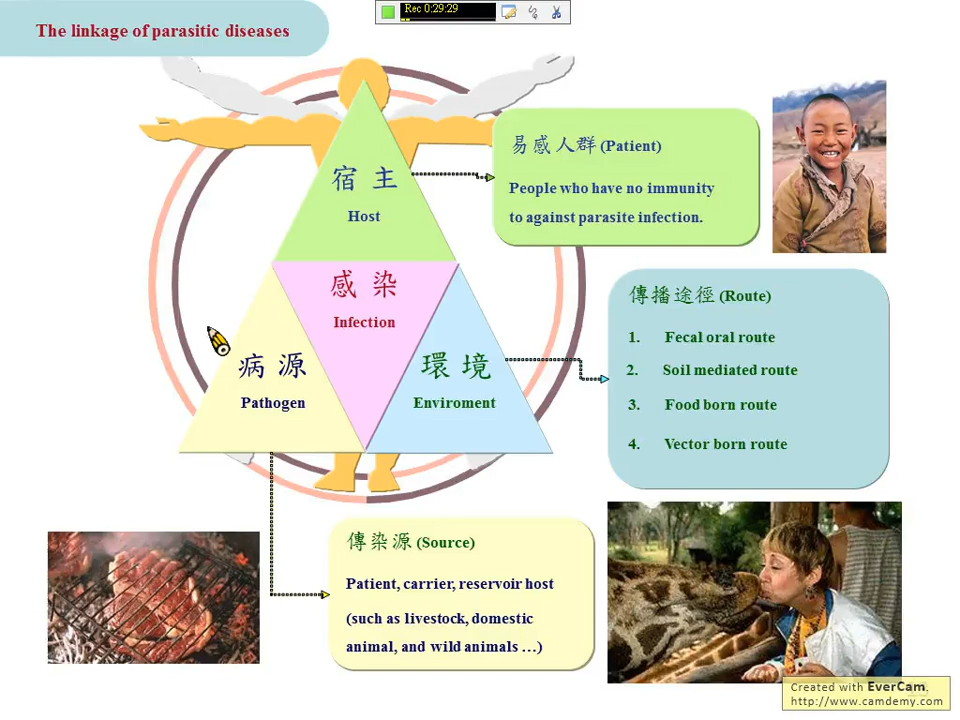 The linkage of parasitic diseases
Rec 0:29:29
宿主
Host
易感人群 (Patient)
People who have no immunity
to against parasite infection.
感染
Infection
病源
Pathogen
環境
Enviroment
傳播途徑 (Route)
1. Fecal oral route
2. Soil mediated route
3. Food born route
4. Vector born route
傳染源 (Source)
Patient, carrier, reservoir host
(such as livestock, domestic
animal, and wild animals ...)
Created with EverCam.
http://www.camdemy.com